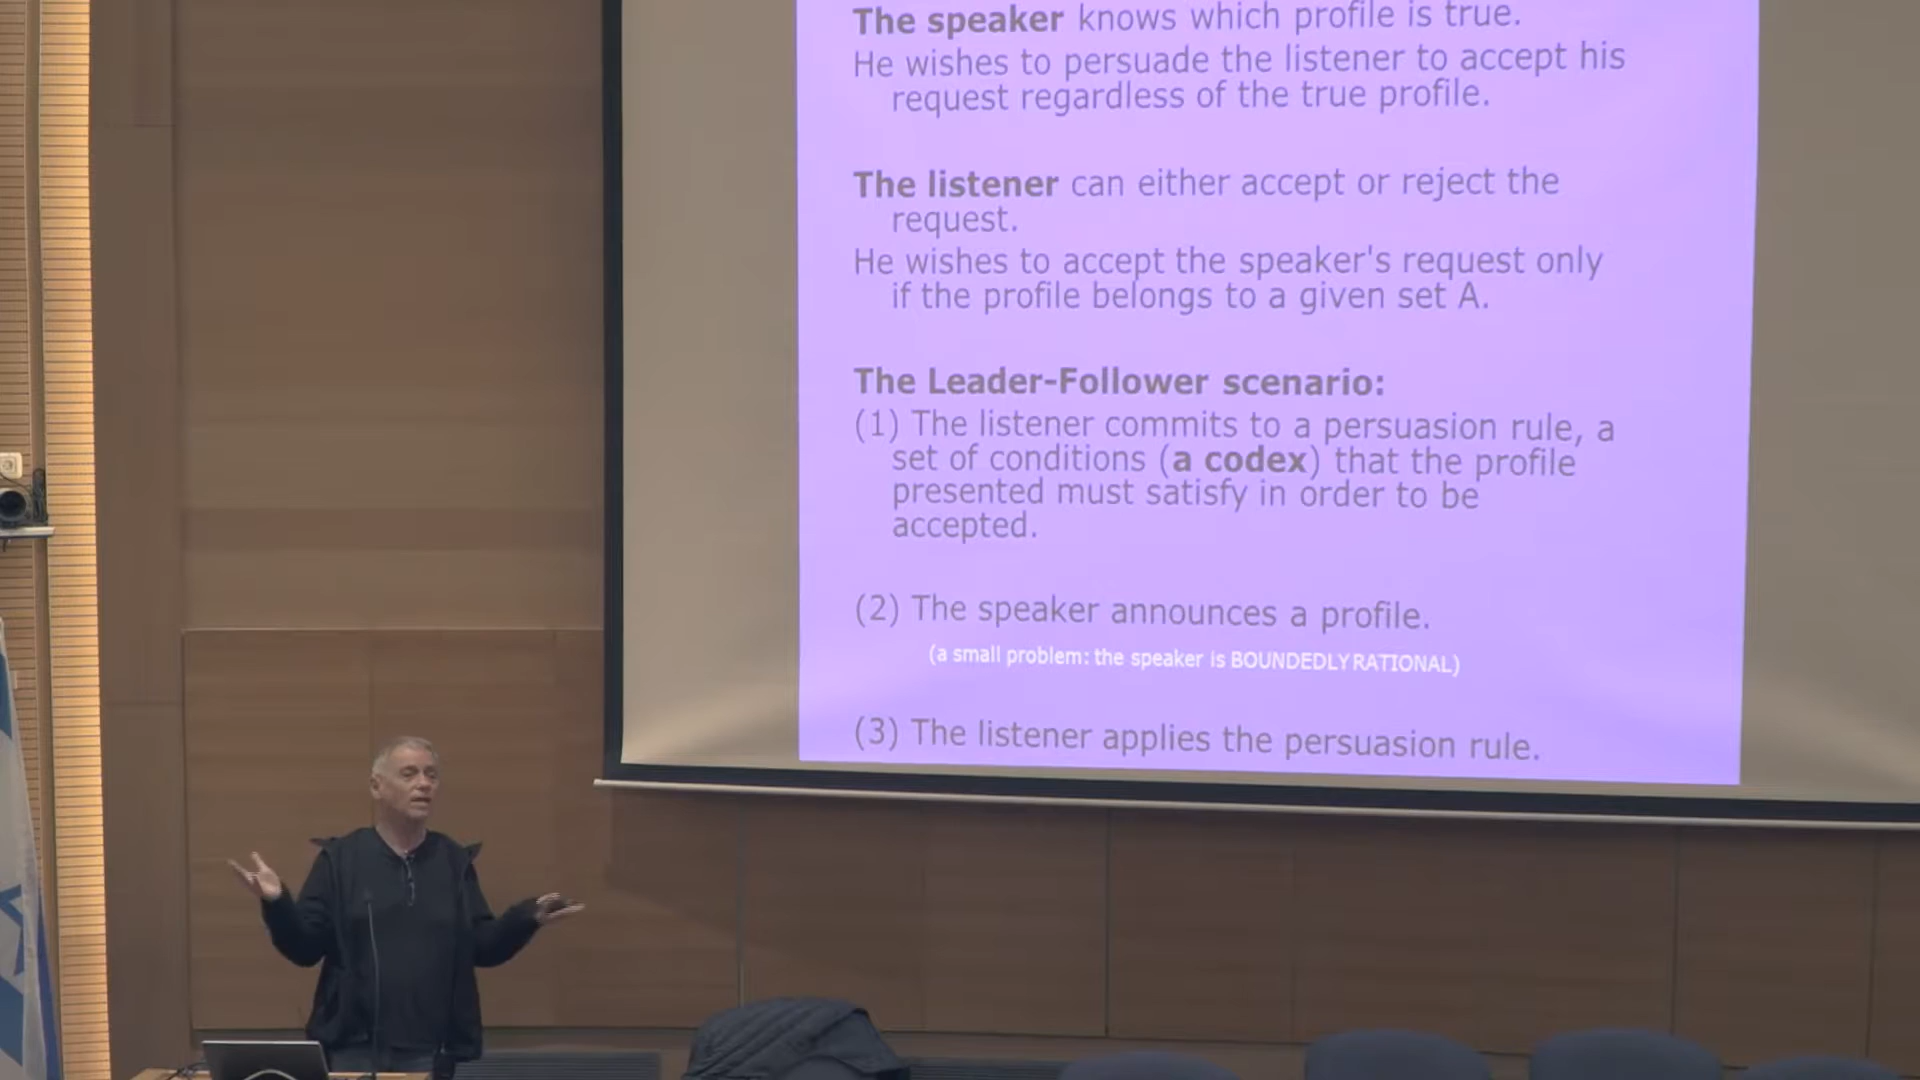 The speaker knows which profile is true.
He wishes to persuade the listener to accept his
request regardless of the true profile.
The listener can either accept or reject the
request.
He wishes to accept the speaker's request only
if the profile belongs to a given set A.
The Leader-Follower scenario:
(1) The listener commits to a persuasion rule, a
set of conditions (a codex) that the profile
presented must satisfy in order to be
accepted.
(2) The speaker announces a profile.
(a small problem: the speaker is BOUNDEDLY RATIONAL)
(3) The listener applies the persuasion rule.